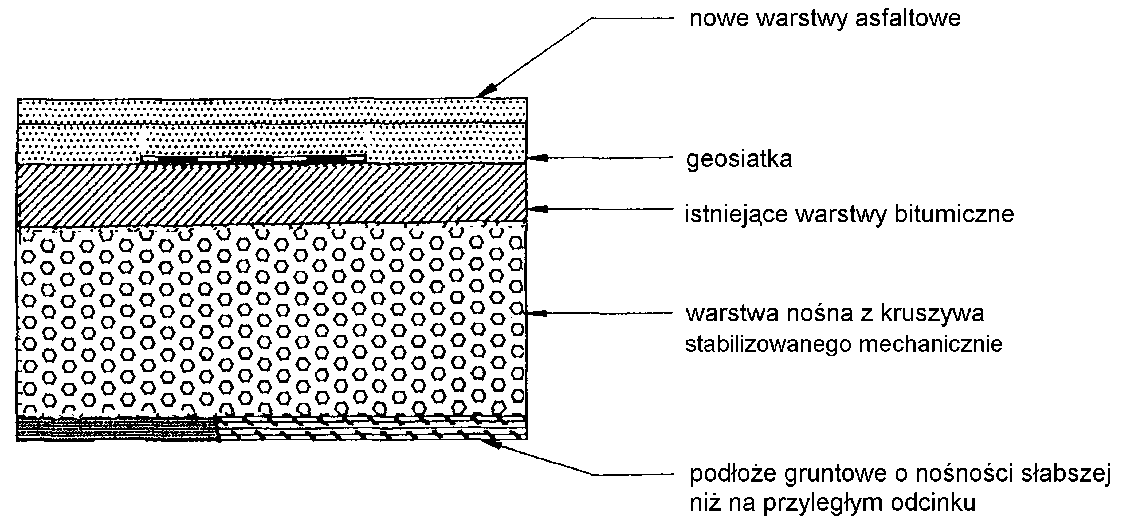 nowe warstwy asfaltowe
geosiatka
istniejące warstwy bitumiczne
warstwa nośna z kruszywa
stabilizowanego mechanicznie
podłoże gruntowe o nośności słabszej
niż na przyległym odcinku